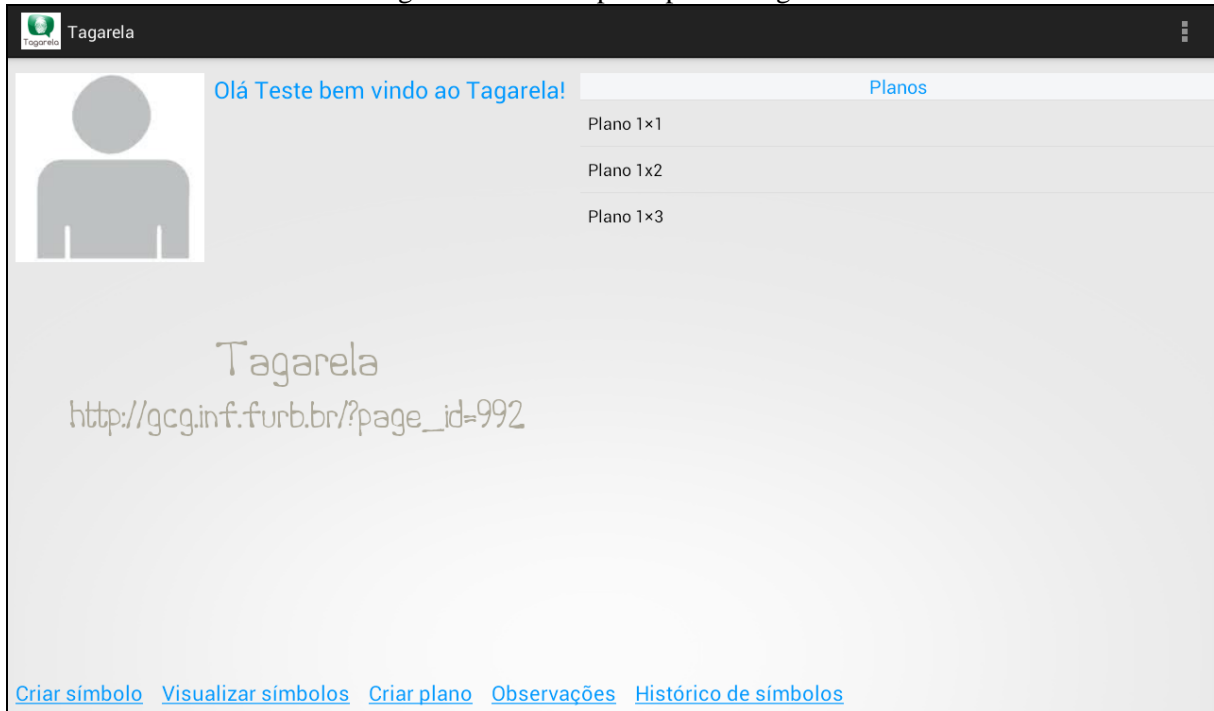 Tagarela
Tagarela
Olá Teste bem vindo ao Tagarela!
Planos
Plano 1×1
Plano 1x2
Plano 1×3
Tagarela
http://gcg.inf.furb.br/?page_id=992
Criar símbolo Visualizar símbolos Criar plano Observações Histórico de símbolos